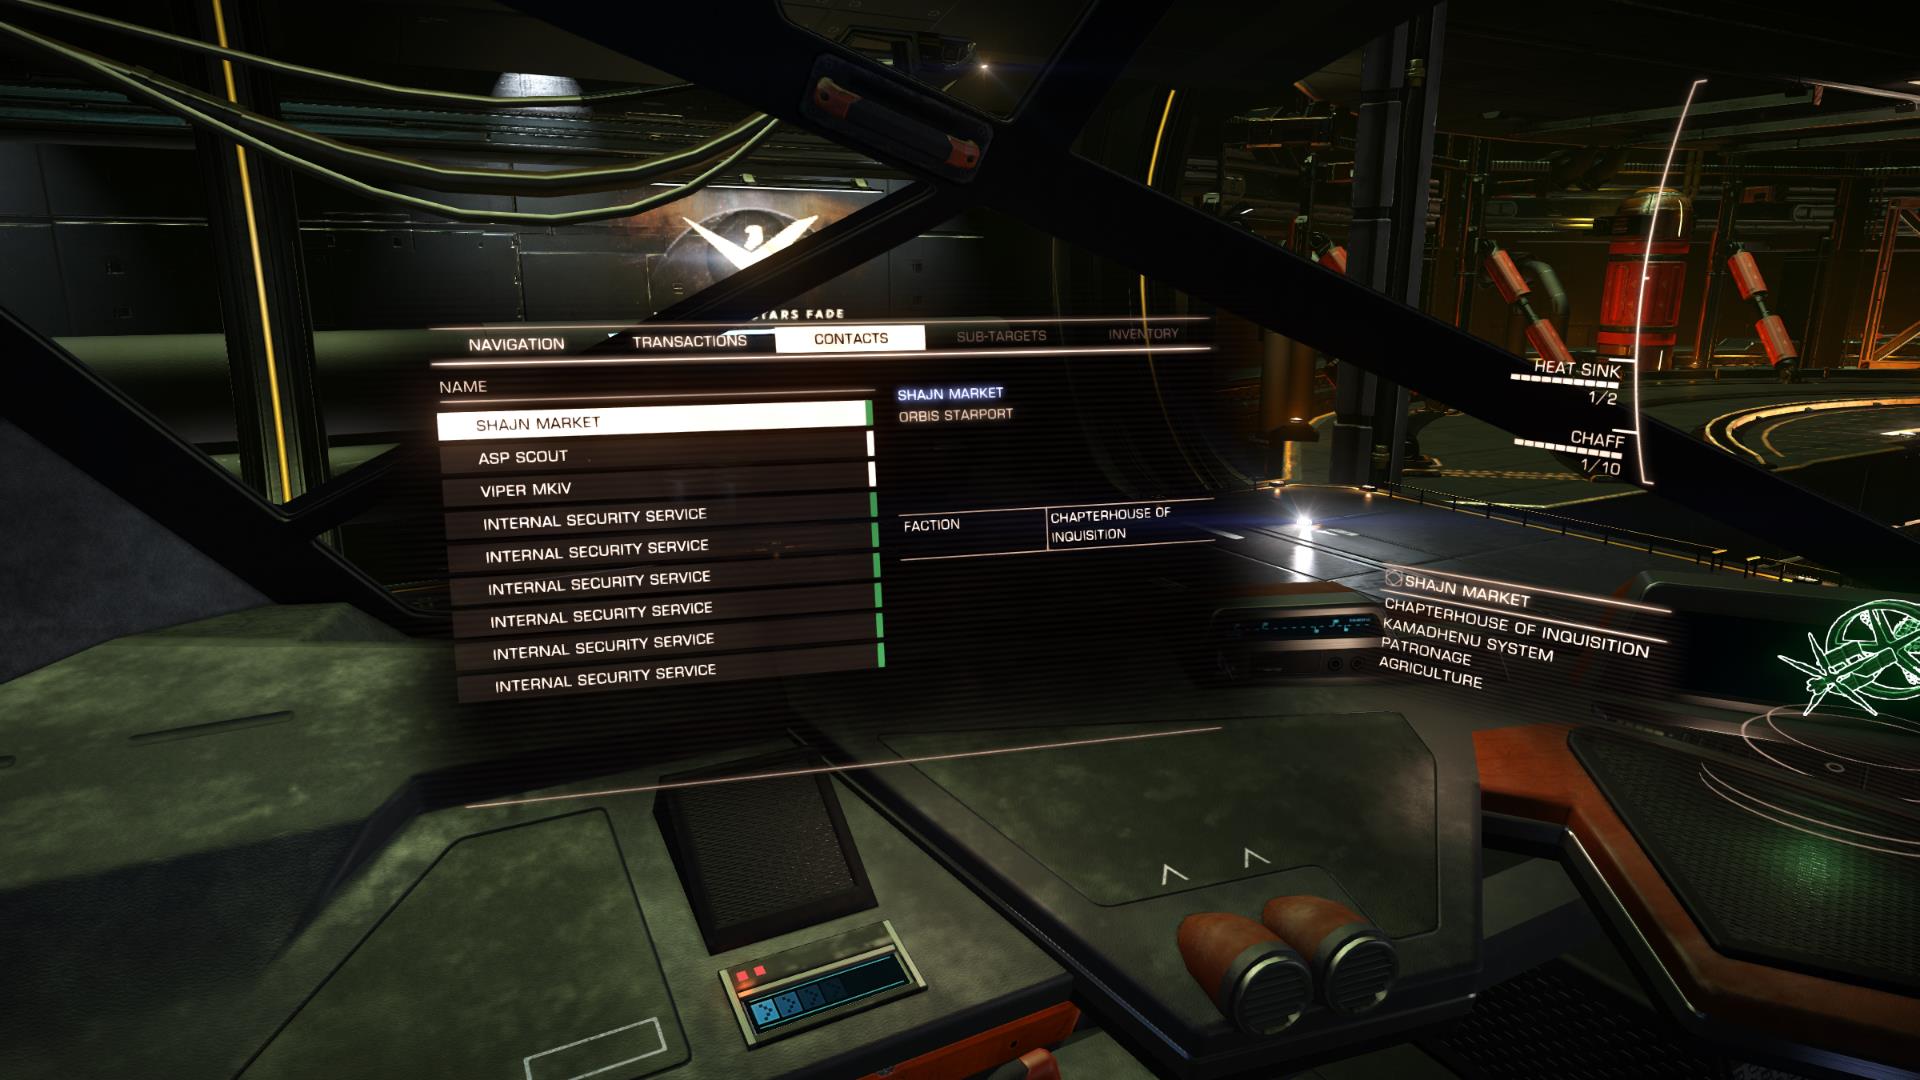 STARS FADE
NAVIGATION
TRANSACTIONS
CONTACTS
SUB-TARGETS
INVENTORY
NAME
SHAJN MARKET
ASP SCOUT
VIPER MKIV
INTERNAL SECURITY SERVICE
INTERNAL SECURITY SERVICE
INTERNAL SECURITY SERVICE
INTERNAL SECURITY SERVICE
INTERNAL SECURITY SERVICE
INTERNAL SECURITY SERVICE
SHAJN MARKET
ORBIS STARPORT
FACTION
CHAPTERHOUSE OF
INQUISITION
HEAT SINK
1/2
CHAFF
1/10
SHAJN MARKET
CHAPTERHOUSE OF INQUISITION
KAMADHENU SYSTEM
PATRONAGE
AGRICULTURE